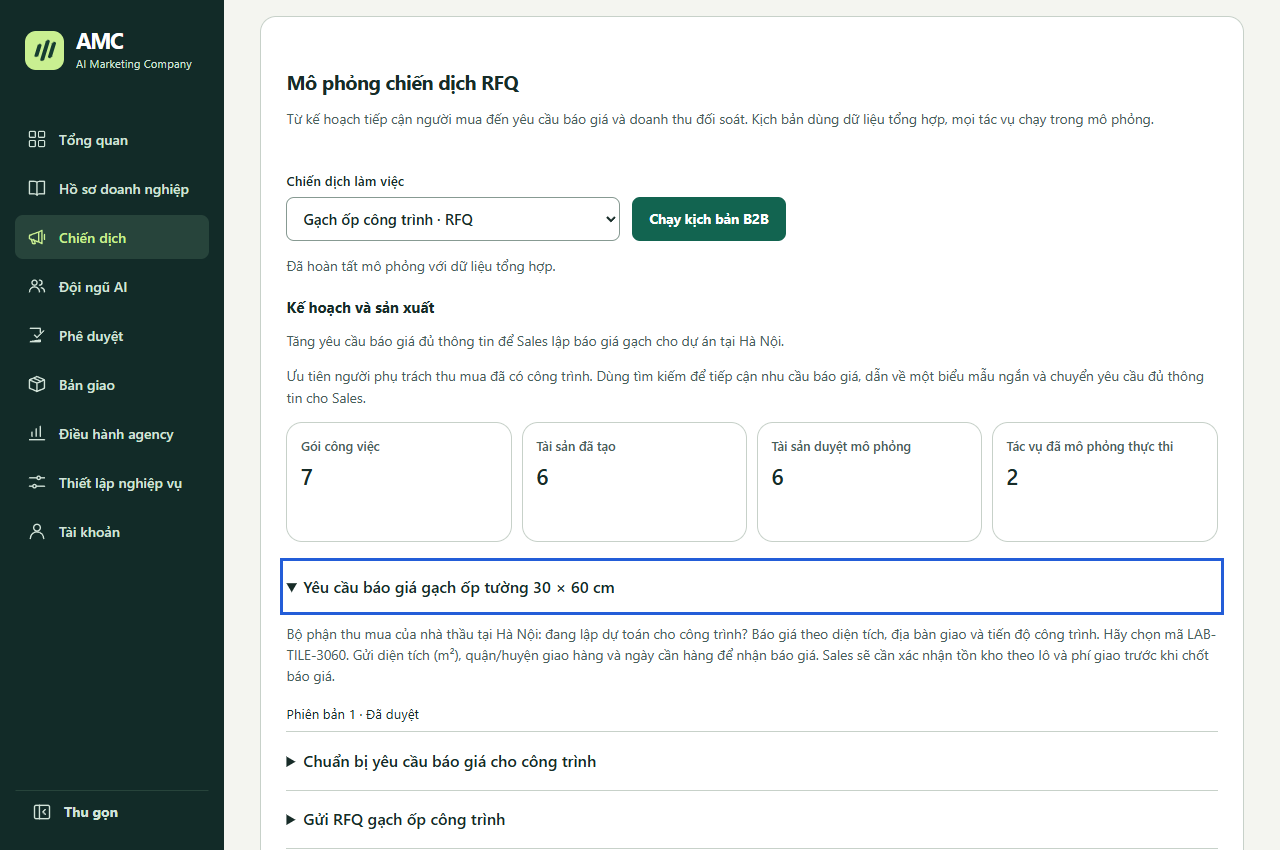 AMC
AI Marketing Company
Tổng quan
Hồ sơ doanh nghiệp
Chiến dịch
Đội ngũ AI
Phê duyệt
Bản giao
Điều hành agency
Thiết lập nghiệp vụ
Tài khoản
Thu gọn
Mô phỏng chiến dịch RFQ
Từ kế hoạch tiếp cận người mua đến yêu cầu báo giá và doanh thu đối soát. Kịch bản dùng dữ liệu tổng hợp, mọi tác vụ chạy trong mô phỏng.
Chiến dịch làm việc
Gạch ốp công trình · RFQ
Chạy kịch bản B2B
Đã hoàn tất mô phỏng với dữ liệu tổng hợp.
Kế hoạch và sản xuất
Tăng yêu cầu báo giá đủ thông tin để Sales lập báo giá gạch cho dự án tại Hà Nội.
Ưu tiên người phụ trách thu mua đã có công trình. Dùng tìm kiếm để tiếp cận nhu cầu báo giá, dẫn về một biểu mẫu ngắn và chuyển yêu cầu đủ thông
tin cho Sales.
Gói công việc
7
Tài sản đã tạo
6
Tài sản duyệt mô phỏng
6
Tác vụ đã mô phỏng thực thi
2
Yêu cầu báo giá gạch ốp tường 30 × 60 cm
Bộ phận thu mua của nhà thầu tại Hà Nội: đang lập dự toán cho công trình? Báo giá theo diện tích, địa bàn giao và tiến độ công trình. Hãy chọn mã LAB-
TILE-3060. Gửi diện tích (m²), quận/huyện giao hàng và ngày cần hàng để nhận báo giá. Sales sẽ cần xác nhận tồn kho theo lô và phí giao trước khi chốt
báo giá.
Phiên bản 1 · Đã duyệt
Chuẩn bị yêu cầu báo giá cho công trình
Gửi RFQ gạch ốp công trình